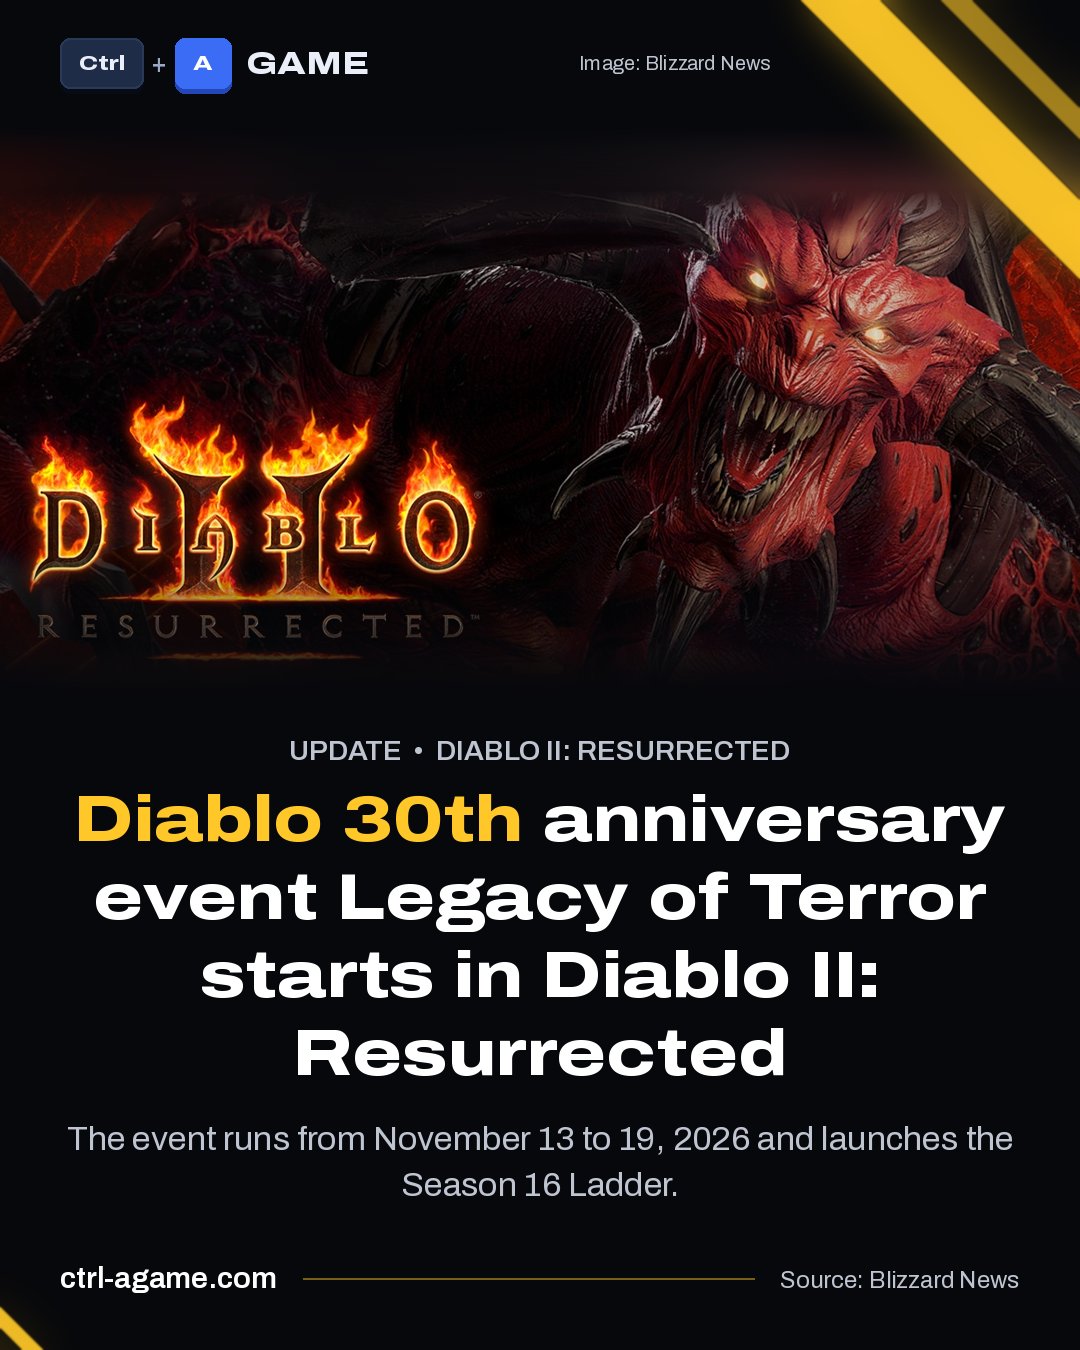 Ctrl + A GAME
Image: Blizzard News
DIABLO II ®
RESURRECTED™
UPDATE • DIABLO II: RESURRECTED
Diablo 30th anniversary
event Legacy of Terror
starts in Diablo II:
Resurrected
The event runs from November 13 to 19, 2026 and launches the
Season 16 Ladder.
ctrl-agame.com
Source: Blizzard News